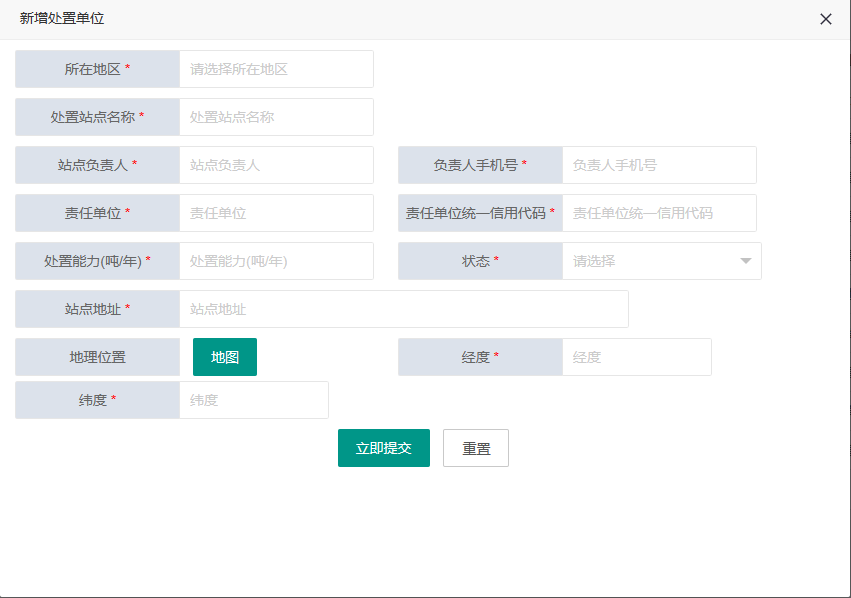 新增处置单位
所在地区 * 请选择所在地区
处置站点名称 * 处置站点名称
站点负责人 * 站点负责人 负责人手机号 * 负责人手机号
责任单位 * 责任单位 责任单位统一信用代码 * 责任单位统一信用代码
处置能力(吨/年) * 处置能力(吨/年) 状态 * 请选择
站点地址 * 站点地址
地理位置 地图 经度 * 经度
纬度 * 纬度
立即提交 重置